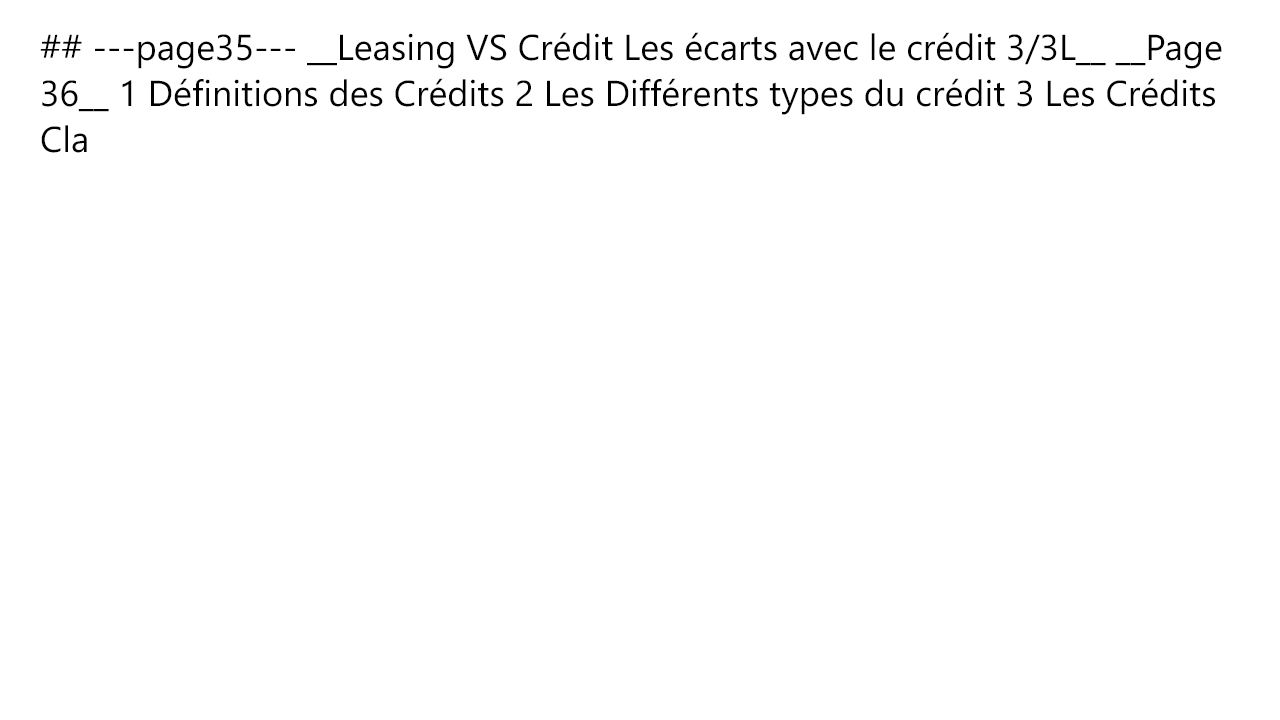 ## ---page35--- __Leasing VS Crédit Les écarts avec le crédit 3/3L__ __Page
36__ 1 Définitions des Crédits 2 Les Différents types du crédit 3 Les Crédits
Cla